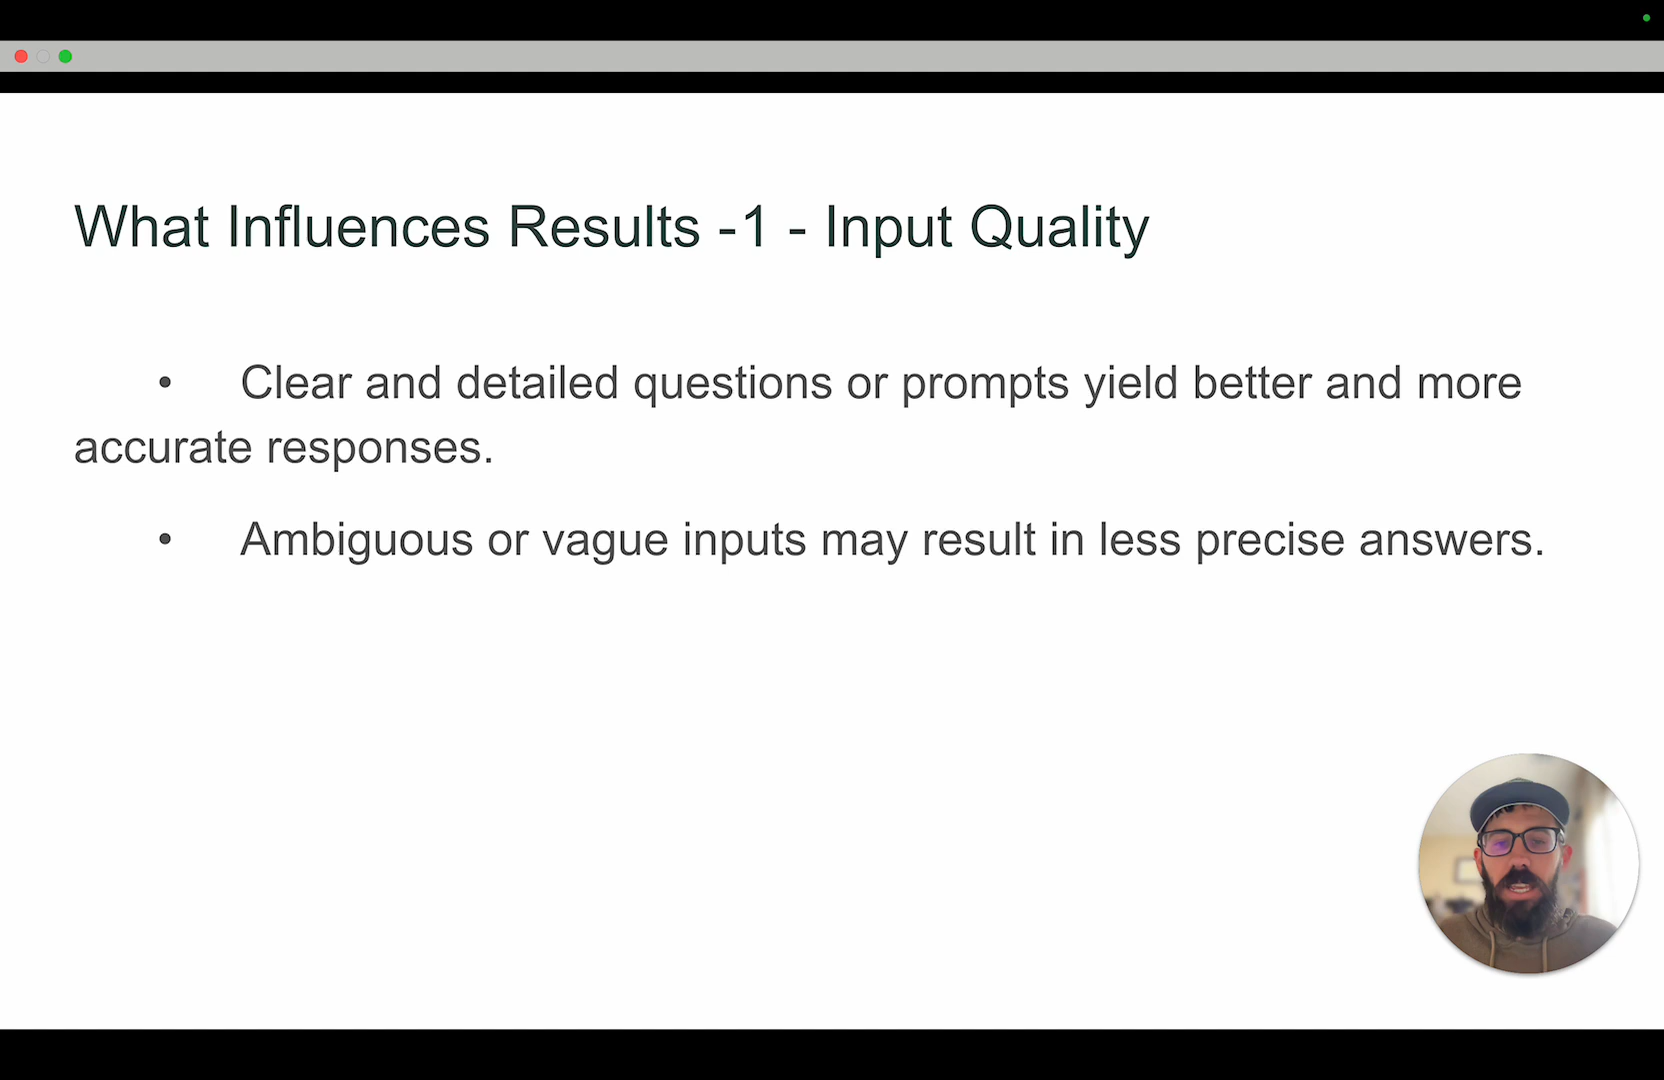 What Influences Results -1 - Input Quality
• Clear and detailed questions or prompts yield better and more
accurate responses.
• Ambiguous or vague inputs may result in less precise answers.